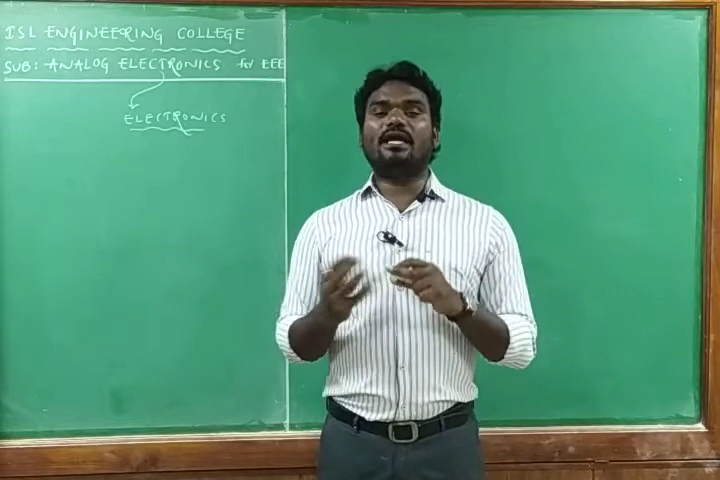 ISL ENGINEERING COLLEGE
SUB: ANALOG ELECTRONICS for EEE
ELECTRONICS